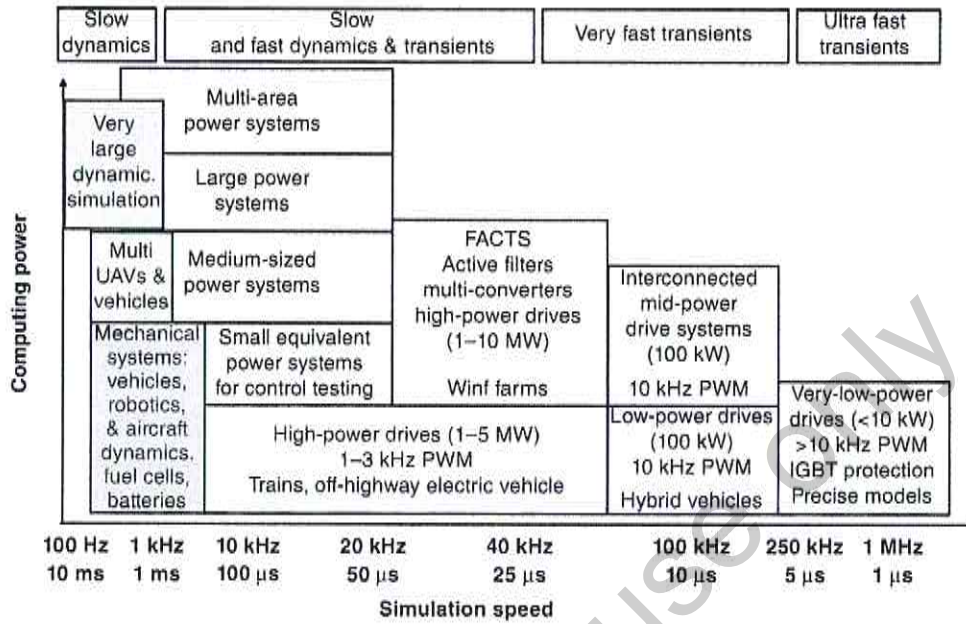 Slow
dynamics
Slow
and fast dynamics & transients
Very fast transients
Ultra fast
transients
Computing power
Very
large
dynamic.
simulation
Multi-area
power systems
Large power
systems
Multi
UAVs &
vehicles
Medium-sized
power systems
Mechanical
systems:
vehicles,
robotics,
& aircraft
dynamics,
fuel cells,
batteries
Small equivalent
power systems
for control testing
FACTS
Active filters
multi-converters
high-power drives
(1–10 MW)
Winf farms
High-power drives (1–5 MW)
1–3 kHz PWM
Trains, off-highway electric vehicle
Interconnected
mid-power
drive systems
(100 kW)
10 kHz PWM
Low-power drives
(100 kW)
10 kHz PWM
Hybrid vehicles
Very-low-power
drives (<10 kW)
>10 kHz PWM
IGBT protection
Precise models
100 Hz 1 kHz 10 kHz 20 kHz 40 kHz 100 kHz 250 kHz 1 MHz
10 ms 1 ms 100 µs 50 µs 25 µs 10 µs 5 µs 1 µs
Simulation speed
use only